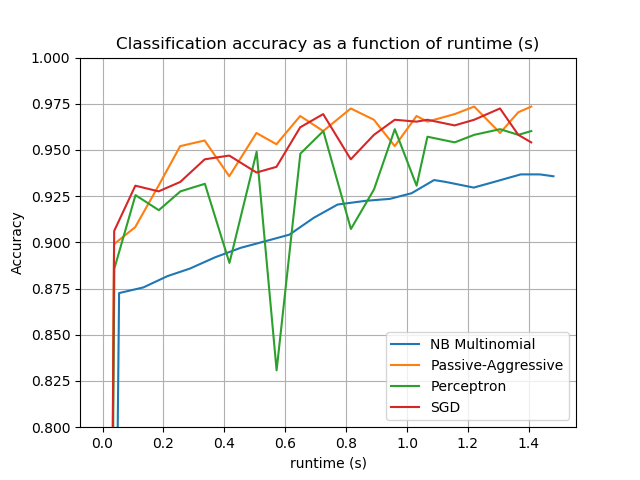 Classification accuracy as a function of runtime (s)
1.000
0.975
0.950
0.925
0.900
0.875
0.850
0.825
0.800
Accuracy
NB Multinomial
Passive-Aggressive
Perceptron
SGD
0.0 0.2 0.4 0.6 0.8 1.0 1.2 1.4
runtime (s)